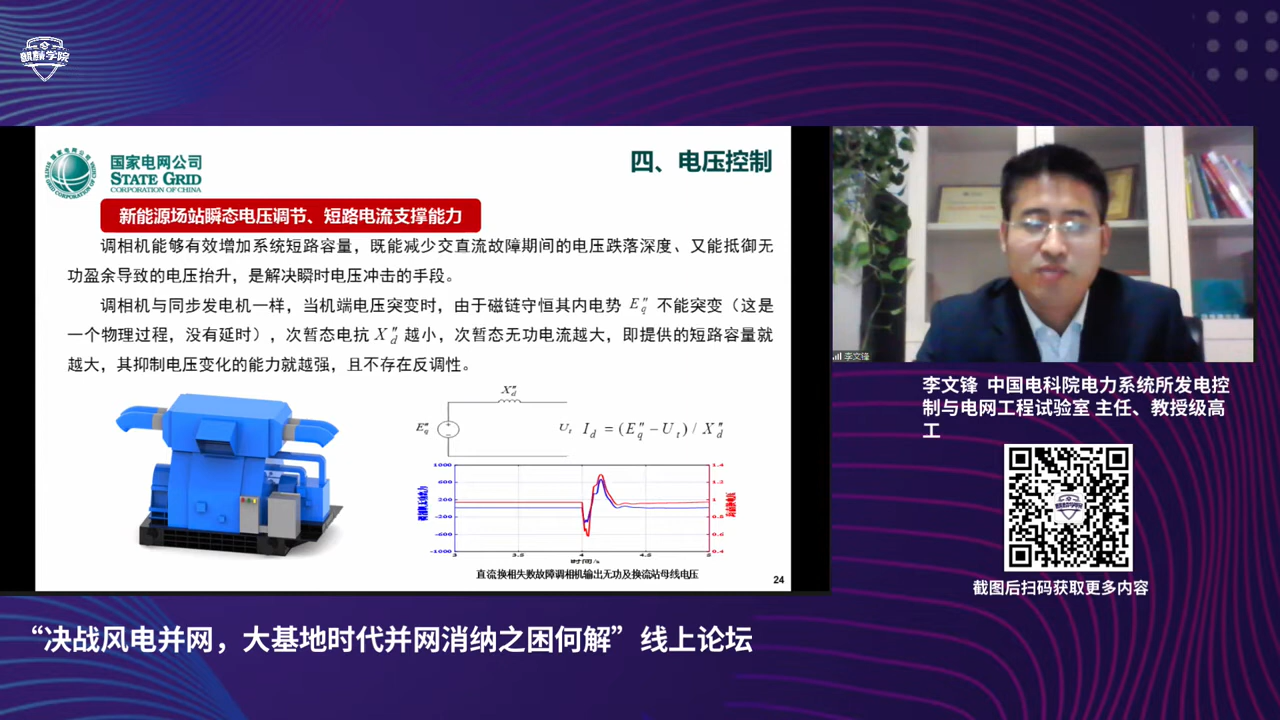 麒麟学院
国家电网公司
STATE GRID
CORPORATION OF CHINA
四、电压控制
新能源场站瞬态电压调节、短路电流支撑能力
调相机能够有效增加系统短路容量，既能减少交直流故障期间的电压跌落深度、又能抵御无
功盈余导致的电压抬升，是解决瞬时电压冲击的手段。
调相机与同步发电机一样，当机端电压突变时，由于磁链守恒其内电势 E″q 不能突变（这是
一个物理过程，没有延时），次暂态电抗 X″d 越小，次暂态无功电流越大，即提供的短路容量就
越大，其抑制电压变化的能力就越强，且不存在反调性。
X″d
E″q
Ut
Id = (E″q − Ut) / X″d
1000
600
200
-200
-600
-1000
1.4
1.2
1
0.8
0.6
0.4
3
3.5
4
4.5
5
时间/s
直流换相失败故障调相机输出无功及换流站母线电压
24
李文锋
李文锋 中国电科院电力系统所发电控
制与电网工程试验室 主任、教授级高
工
截图后扫码获取更多内容
“决战风电并网，大基地时代并网消纳之困何解”线上论坛